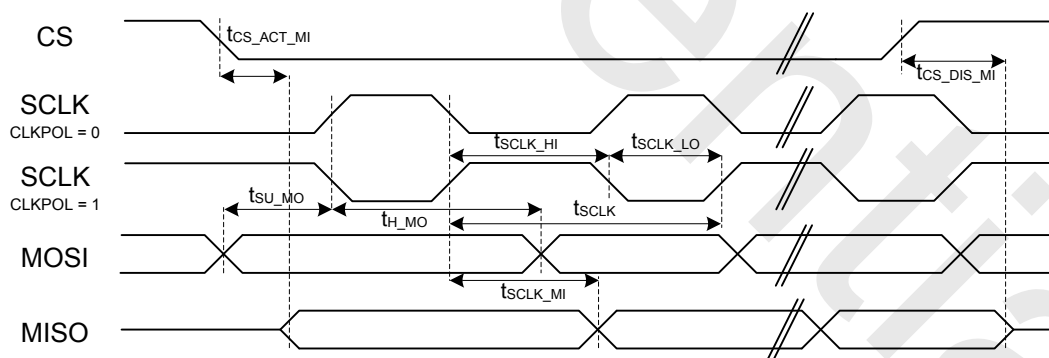 CS
tCS_ACT_MI
tCS_DIS_MI
SCLK
CLKPOL = 0
tSCLK_HI
tSCLK_LO
SCLK
CLKPOL = 1
tSU_MO
tH_MO
tSCLK
MOSI
tSCLK_MI
MISO